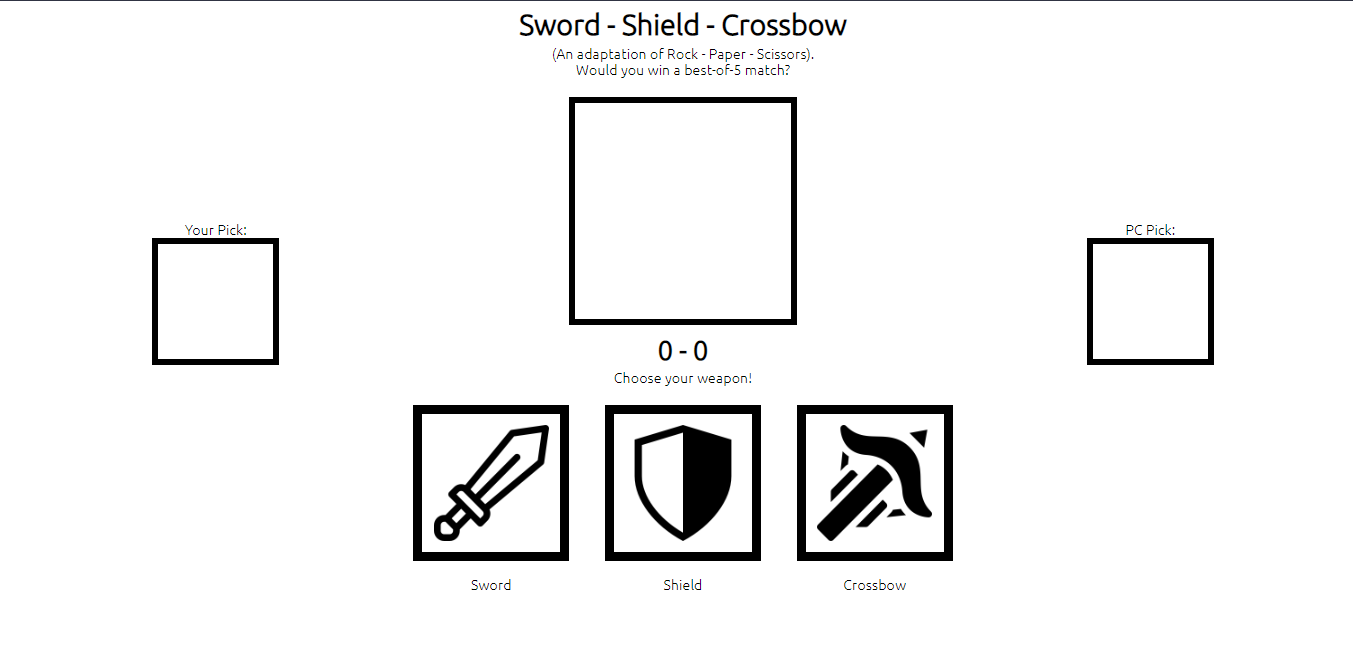 Sword - Shield - Crossbow
(An adaptation of Rock - Paper - Scissors).
Would you win a best-of-5 match?
Your Pick:
PC Pick:
0 - 0
Choose your weapon!
Sword
Shield
Crossbow